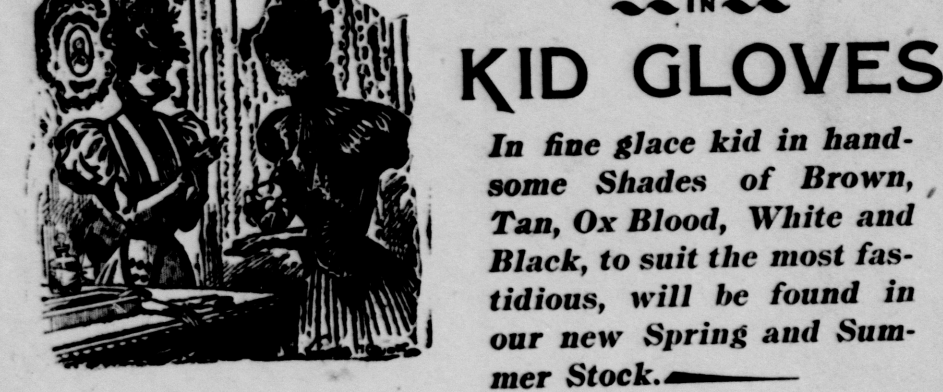 IN
KID GLOVES
In fine glace kid in hand-
some Shades of Brown,
Tan, Ox Blood, White and
Black, to suit the most fas-
tidious, will be found in
our new Spring and Sum-
mer Stock.